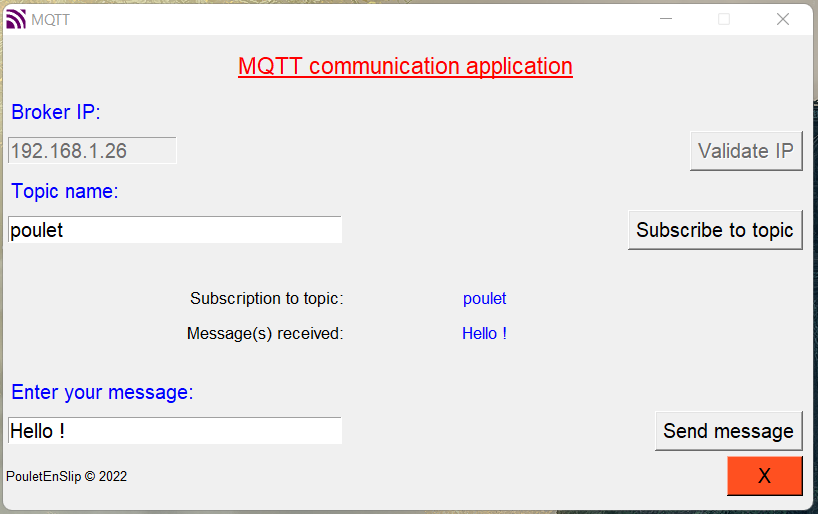 MQTT
MQTT communication application
Broker IP:
192.168.1.26
Validate IP
Topic name:
poulet
Subscribe to topic
Subscription to topic:
poulet
Message(s) received:
Hello !
Enter your message:
Hello !
Send message
PouletEnSlip © 2022
X